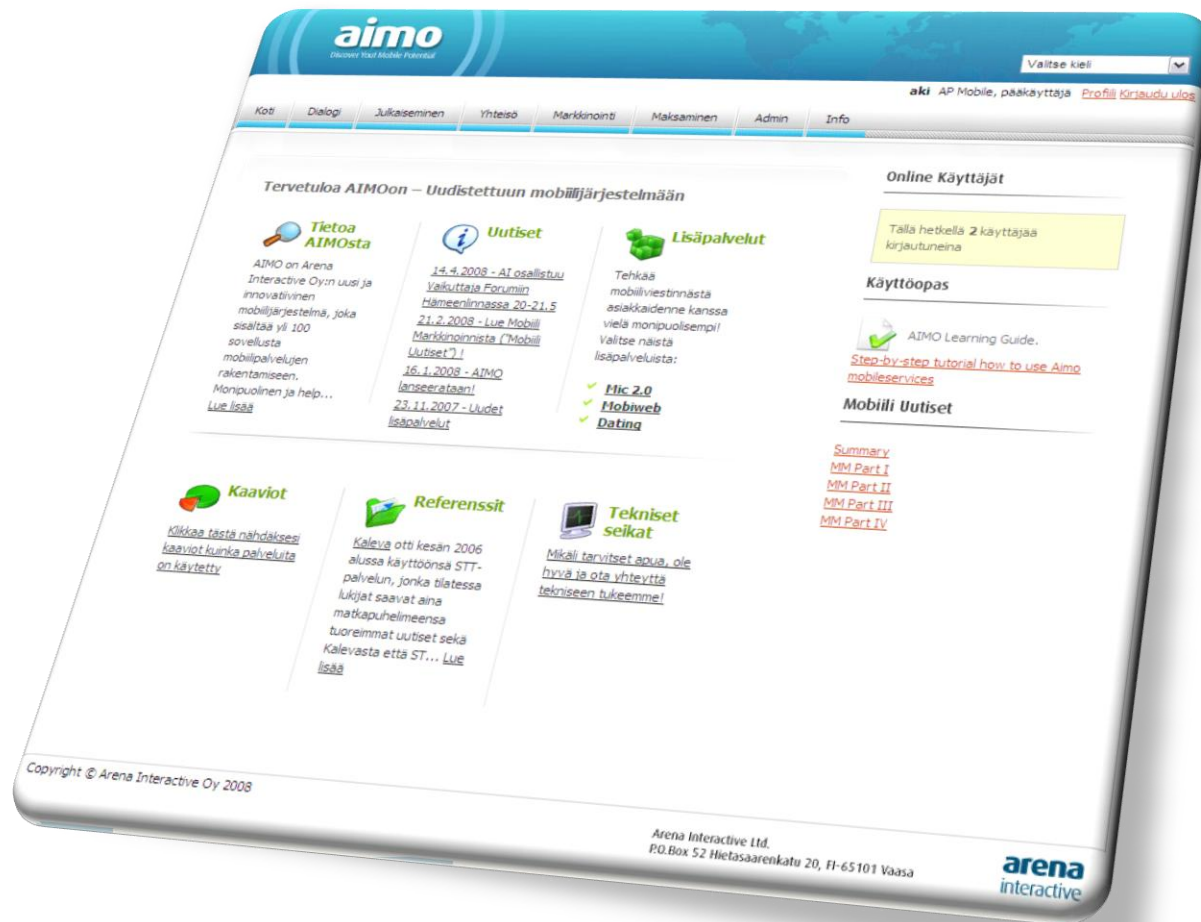 aimo
Discover Your Mobile Potential
Valitse kieli
aki AP Mobile, pääkäyttäjä Profiili Kirjaudu ulos
Koti Dialogi Julkaiseminen Yhteisö Markkinointi Maksaminen Admin Info
Tervetuloa AIMOon – Uudistettuun mobiilijärjestelmään
Tietoa
AIMOsta
AIMO on Arena
Interactive Oy:n uusi ja
innovatiivinen
mobiilijärjestelmä, joka
sisältää yli 100
sovellusta
mobiilipalvelujen
rakentamiseen.
Monipuolinen ja help...
Lue lisää
Uutiset
14.4.2008 - AI osallistuu
Vaikuttaja Forumiin
Hämeenlinnassa 20-21.5
21.2.2008 - Lue Mobiili
Markkinoinnista ("Mobiili
Uutiset") !
16.1.2008 - AIMO
lanseerataan!
23.11.2007 - Uudet
lisäpalvelut
Lisäpalvelut
Tehkää
mobiiliviestinnästä
asiakkaidenne kanssa
vielä monipuolisempi!
Valitse näistä
lisäpalveluista:
Mic 2.0
Mobiweb
Dating
Kaaviot
Klikkaa tästä nähdäksesi
kaaviot kuinka palveluita
on käytetty
Referenssit
Kaleva otti kesän 2006
alussa käyttöönsä STT-
palvelun, jonka tilatessa
lukijat saavat aina
matkapuhelimeensa
tuoreimmat uutiset sekä
Kalevasta että ST... Lue
lisää
Tekniset
seikat
Mikäli tarvitset apua, ole
hyvä ja ota yhteyttä
tekniseen tukeemme!
Online Käyttäjät
Tällä hetkellä 2 käyttäjää
kirjautuneina
Käyttöopas
AIMO Learning Guide.
Step-by-step tutorial how to use Aimo
mobileservices
Mobiili Uutiset
Summary
MM Part I
MM Part II
MM Part III
MM Part IV
Copyright © Arena Interactive Oy 2008
Arena Interactive Ltd.
P.O.Box 52 Hietasaarenkatu 20, FI-65101 Vaasa
arena
interactive